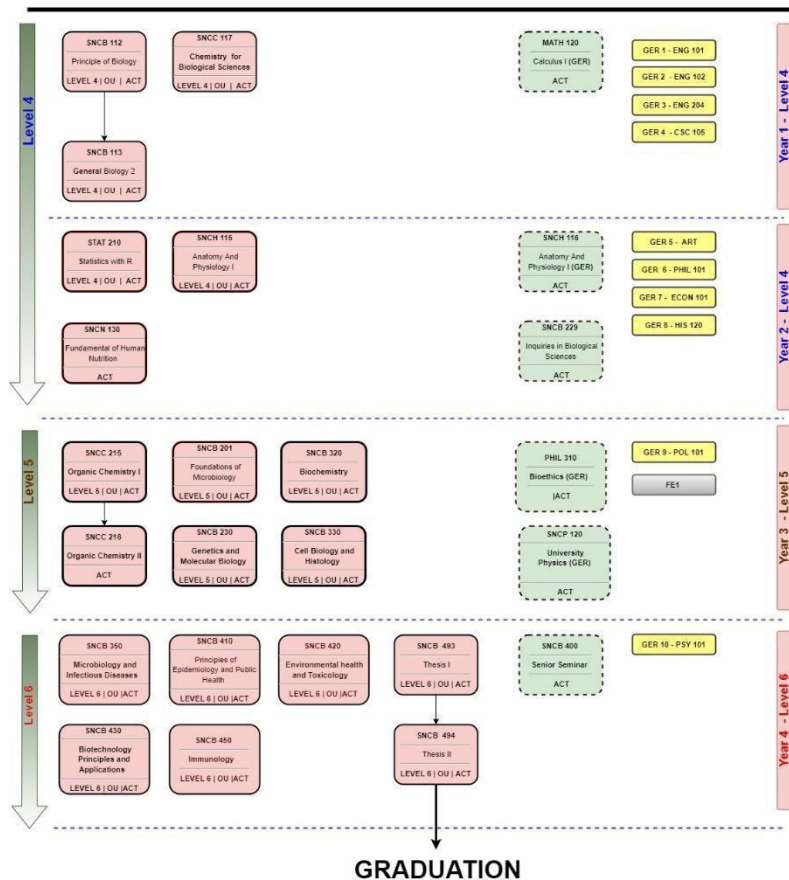 Level 4
SNCB 112
Principle of Biology
LEVEL 4 | OU | ACT
SNCC 117
Chemistry for
Biological Sciences
LEVEL 4 | OU | ACT
MATH 120
Calculus I (GER)
ACT
GER 1 - ENG 101
GER 2 - ENG 102
GER 3 - ENG 204
GER 4 - CSC 105
Year 1 - Level 4
SNCB 113
General Biology 2
LEVEL 4 | OU | ACT
STAT 210
Statistics with R
LEVEL 4 | OU | ACT
SNCH 115
Anatomy And
Physiology I
LEVEL 4 | OU | ACT
SNCH 116
Anatomy And
Physiology I (GER)
ACT
GER 5 - ART
GER 6 - PHIL 101
GER 7 - ECON 101
GER 8 - HIS 120
Year 2 - Level 4
SNCN 130
Fundamental of Human
Nutrition
ACT
SNCB 229
Inquiries in Biological
Sciences
ACT
Level 5
SNCC 215
Organic Chemistry I
LEVEL 5 | OU | ACT
SNCB 201
Foundations of
Microbiology
LEVEL 5 | OU | ACT
SNCB 320
Biochemistry
LEVEL 5 | OU | ACT
PHIL 310
Bioethics (GER)
|ACT
GER 9 - POL 101
FE1
Year 3 - Level 5
SNCC 216
Organic Chemistry II
ACT
SNCB 230
Genetics and
Molecular Biology
LEVEL 5 | OU | ACT
SNCB 330
Cell Biology and
Histology
LEVEL 5 | OU | ACT
SNCP 120
University
Physics (GER)
ACT
Level 6
SNCB 350
Microbiology and
Infectious Diseases
LEVEL 6 | OU |ACT
SNCB 410
Principles of
Epidemiology and Public
Health
LEVEL 6 | OU |ACT
SNCB 420
Environmental health
and Toxicology
LEVEL 6 | OU |ACT
SNCB 493
Thesis I
LEVEL 6 | OU | ACT
SNCB 400
Senior Seminar
ACT
GER 10 - PSY 101
Year 4 - Level 6
SNCB 430
Biotechnology
Principles and
Applications
LEVEL 6 | OU |ACT
SNCB 450
Immunology
LEVEL 6 | OU |ACT
SNCB 494
Thesis II
LEVEL 6 | OU | ACT
GRADUATION